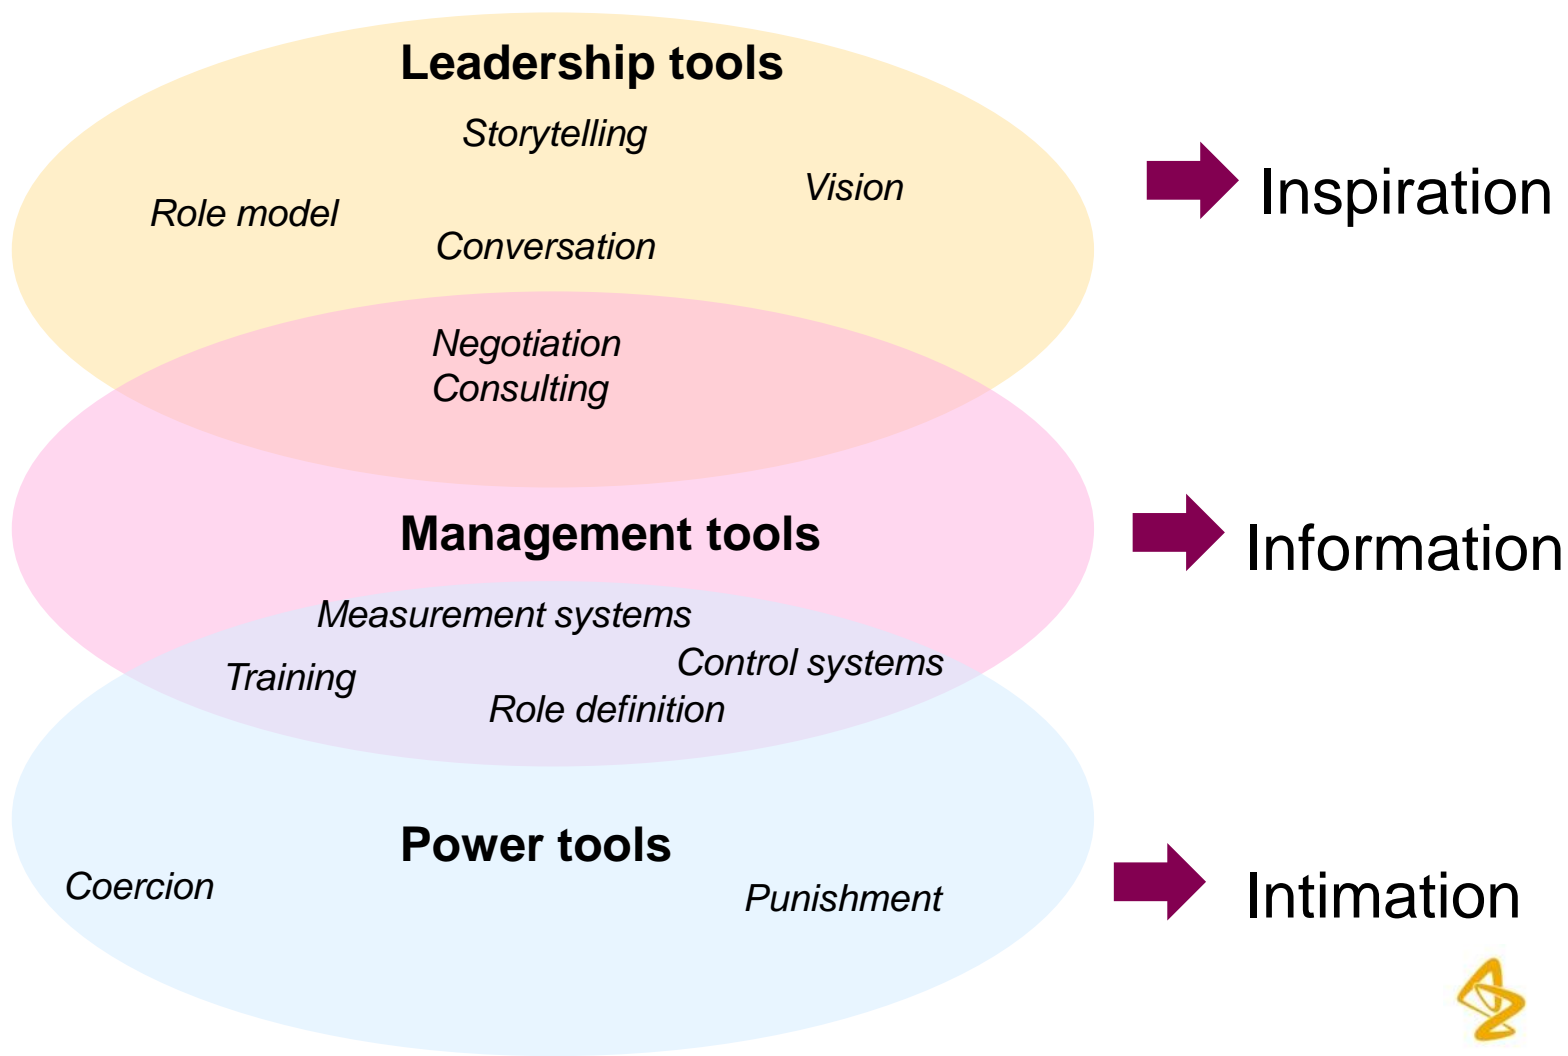 Leadership tools
Storytelling
Vision
Role model
Conversation
Inspiration
Negotiation
Consulting
Management tools
Information
Measurement systems
Control systems
Training
Role definition
Power tools
Coercion
Punishment
Intimation